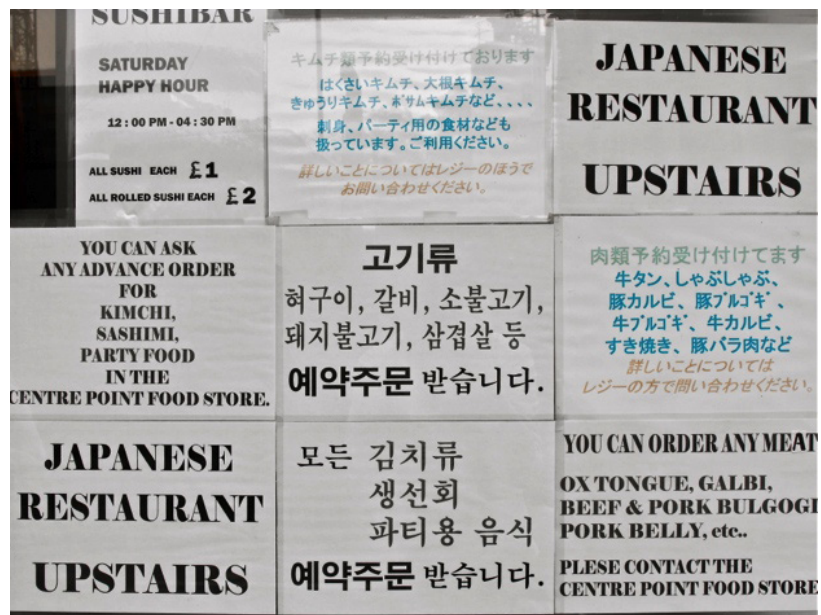 SUSHIBAR
SATURDAY
HAPPY HOUR
12 : 00 PM - 04 : 30 PM
ALL SUSHI EACH £1
ALL ROLLED SUSHI EACH £2
キムチ類予約受け付けております
はくさいキムチ、大根キムチ、
きゅうりキムチ、ボサムキムチなど、、、、
刺身、パーティ用の食材なども
扱っています。ご利用ください。
詳しいことについてはレジーのほうで
お問い合わせください。
JAPANESE
RESTAURANT
UPSTAIRS
YOU CAN ASK
ANY ADVANCE ORDER
FOR
KIMCHI,
SASHIMI,
PARTY FOOD
IN THE
CENTRE POINT FOOD STORE.
고기류
혀구이, 갈비, 소불고기,
돼지불고기, 삼겹살 등
예약주문 받습니다.
肉類予約受け付けてます
牛タン、しゃぶしゃぶ、
豚カルビ、豚プルコギ、
牛プルコギ、牛カルビ、
すき焼き、豚バラ肉など
詳しいことについては
レジーの方で問い合わせください。
JAPANESE
RESTAURANT
UPSTAIRS
모든 김치류
생선회
파티용 음식
예약주문 받습니다.
YOU CAN ORDER ANY MEAT
OX TONGUE, GALBI,
BEEF & PORK BULGOGI
PORK BELLY, etc..
PLESE CONTACT THE
CENTRE POINT FOOD STORE